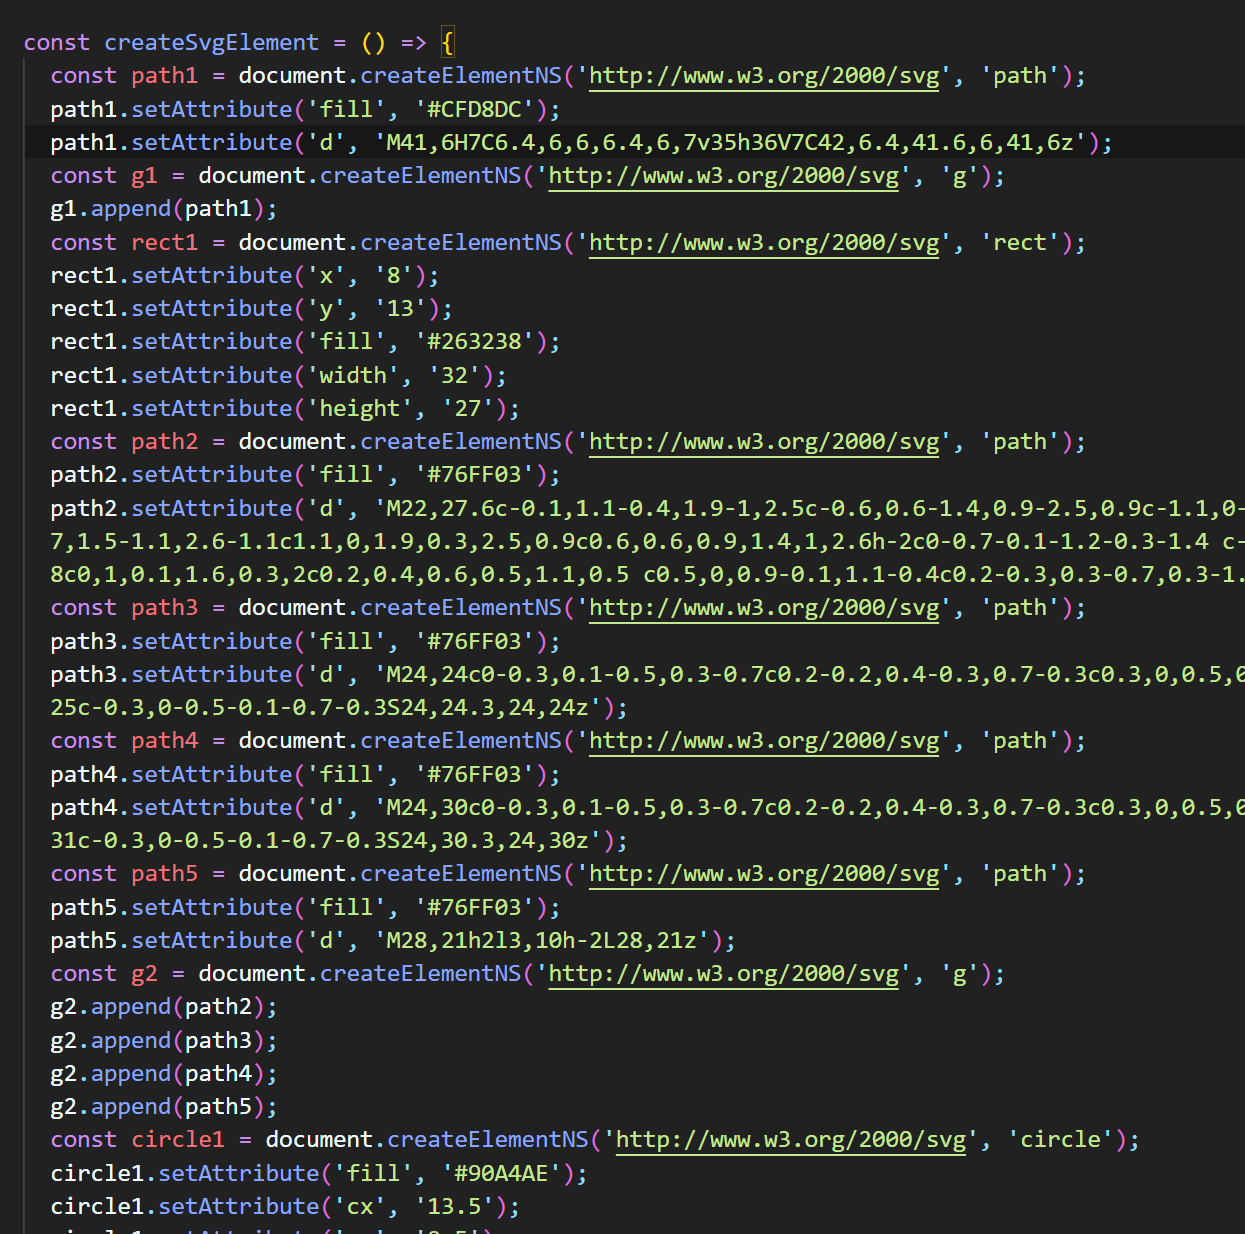 const createSvgElement = () => {
const path1 = document.createElementNS('http://www.w3.org/2000/svg', 'path');
path1.setAttribute('fill', '#CFD8DC');
path1.setAttribute('d', 'M41,6H7C6.4,6,6,6.4,6,7v35h36V7C42,6.4,41.6,6,41,6z');
const g1 = document.createElementNS('http://www.w3.org/2000/svg', 'g');
g1.append(path1);
const rect1 = document.createElementNS('http://www.w3.org/2000/svg', 'rect');
rect1.setAttribute('x', '8');
rect1.setAttribute('y', '13');
rect1.setAttribute('fill', '#263238');
rect1.setAttribute('width', '32');
rect1.setAttribute('height', '27');
const path2 = document.createElementNS('http://www.w3.org/2000/svg', 'path');
path2.setAttribute('fill', '#76FF03');
path2.setAttribute('d', 'M22,27.6c-0.1,1.1-0.4,1.9-1,2.5c-0.6,0.6-1.4,0.9-2.5,0.9c-1.1,0-
7,1.5-1.1,2.6-1.1c1.1,0,1.9,0.3,2.5,0.9c0.6,0.6,0.9,1.4,1,2.6h-2c0-0.7-0.1-1.2-0.3-1.4 c-
8c0,1,0.1,1.6,0.3,2c0.2,0.4,0.6,0.5,1.1,0.5 c0.5,0,0.9-0.1,1.1-0.4c0.2-0.3,0.3-0.7,0.3-1.
const path3 = document.createElementNS('http://www.w3.org/2000/svg', 'path');
path3.setAttribute('fill', '#76FF03');
path3.setAttribute('d', 'M24,24c0-0.3,0.1-0.5,0.3-0.7c0.2-0.2,0.4-0.3,0.7-0.3c0.3,0,0.5,0
25c-0.3,0-0.5-0.1-0.7-0.3S24,24.3,24,24z');
const path4 = document.createElementNS('http://www.w3.org/2000/svg', 'path');
path4.setAttribute('fill', '#76FF03');
path4.setAttribute('d', 'M24,30c0-0.3,0.1-0.5,0.3-0.7c0.2-0.2,0.4-0.3,0.7-0.3c0.3,0,0.5,0
31c-0.3,0-0.5-0.1-0.7-0.3S24,30.3,24,30z');
const path5 = document.createElementNS('http://www.w3.org/2000/svg', 'path');
path5.setAttribute('fill', '#76FF03');
path5.setAttribute('d', 'M28,21h2l3,10h-2L28,21z');
const g2 = document.createElementNS('http://www.w3.org/2000/svg', 'g');
g2.append(path2);
g2.append(path3);
g2.append(path4);
g2.append(path5);
const circle1 = document.createElementNS('http://www.w3.org/2000/svg', 'circle');
circle1.setAttribute('fill', '#90A4AE');
circle1.setAttribute('cx', '13.5');